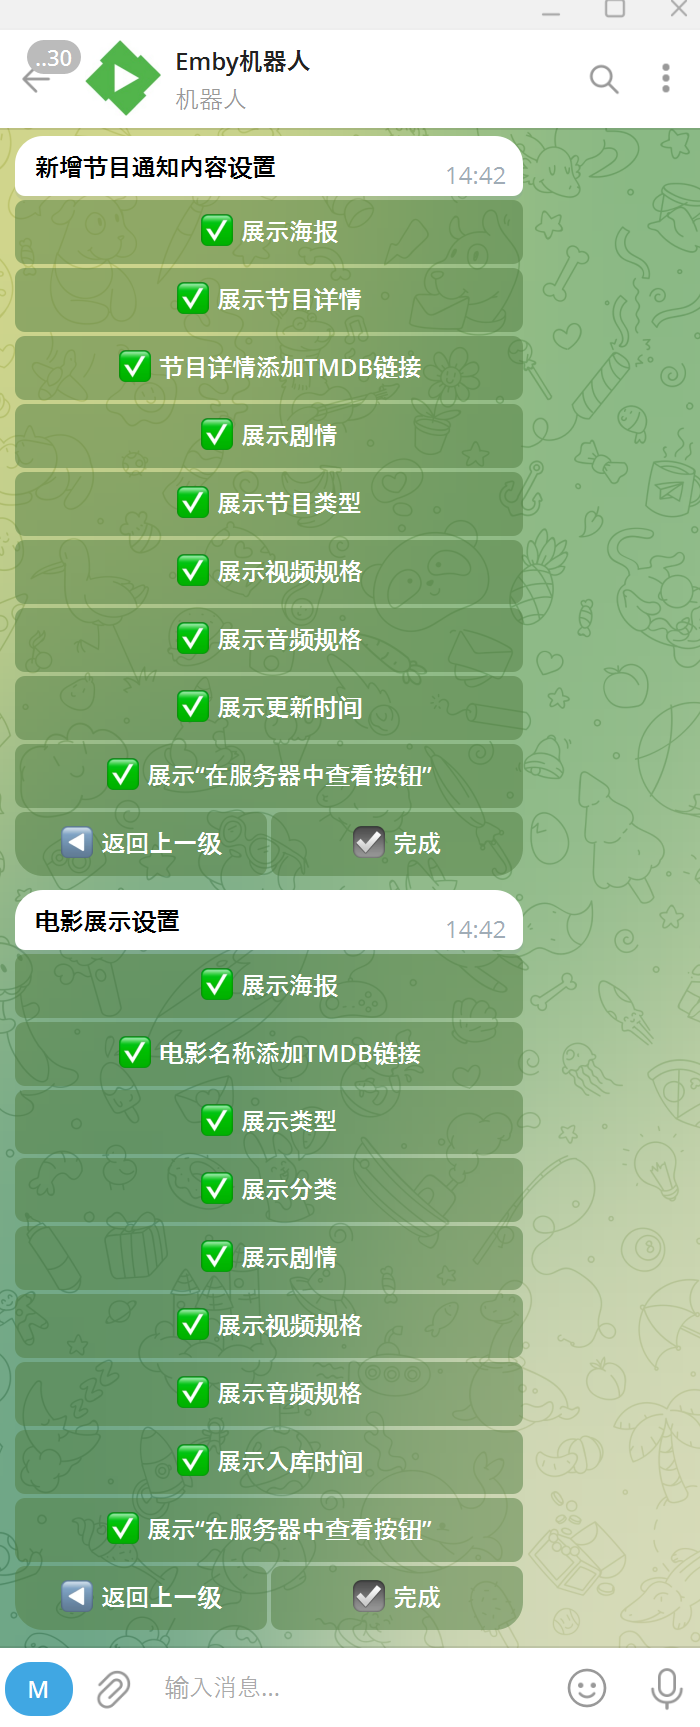 ..30
Emby机器人
机器人
新增节目通知内容设置
14:42
✅ 展示海报
✅ 展示节目详情
✅ 节目详情添加TMDB链接
✅ 展示剧情
✅ 展示节目类型
✅ 展示视频规格
✅ 展示音频规格
✅ 展示更新时间
✅ 展示“在服务器中查看按钮”
◀️ 返回上一级
☑️ 完成
电影展示设置
14:42
✅ 展示海报
✅ 电影名称添加TMDB链接
✅ 展示类型
✅ 展示分类
✅ 展示剧情
✅ 展示视频规格
✅ 展示音频规格
✅ 展示入库时间
✅ 展示“在服务器中查看按钮”
◀️ 返回上一级
☑️ 完成
M
输入消息...